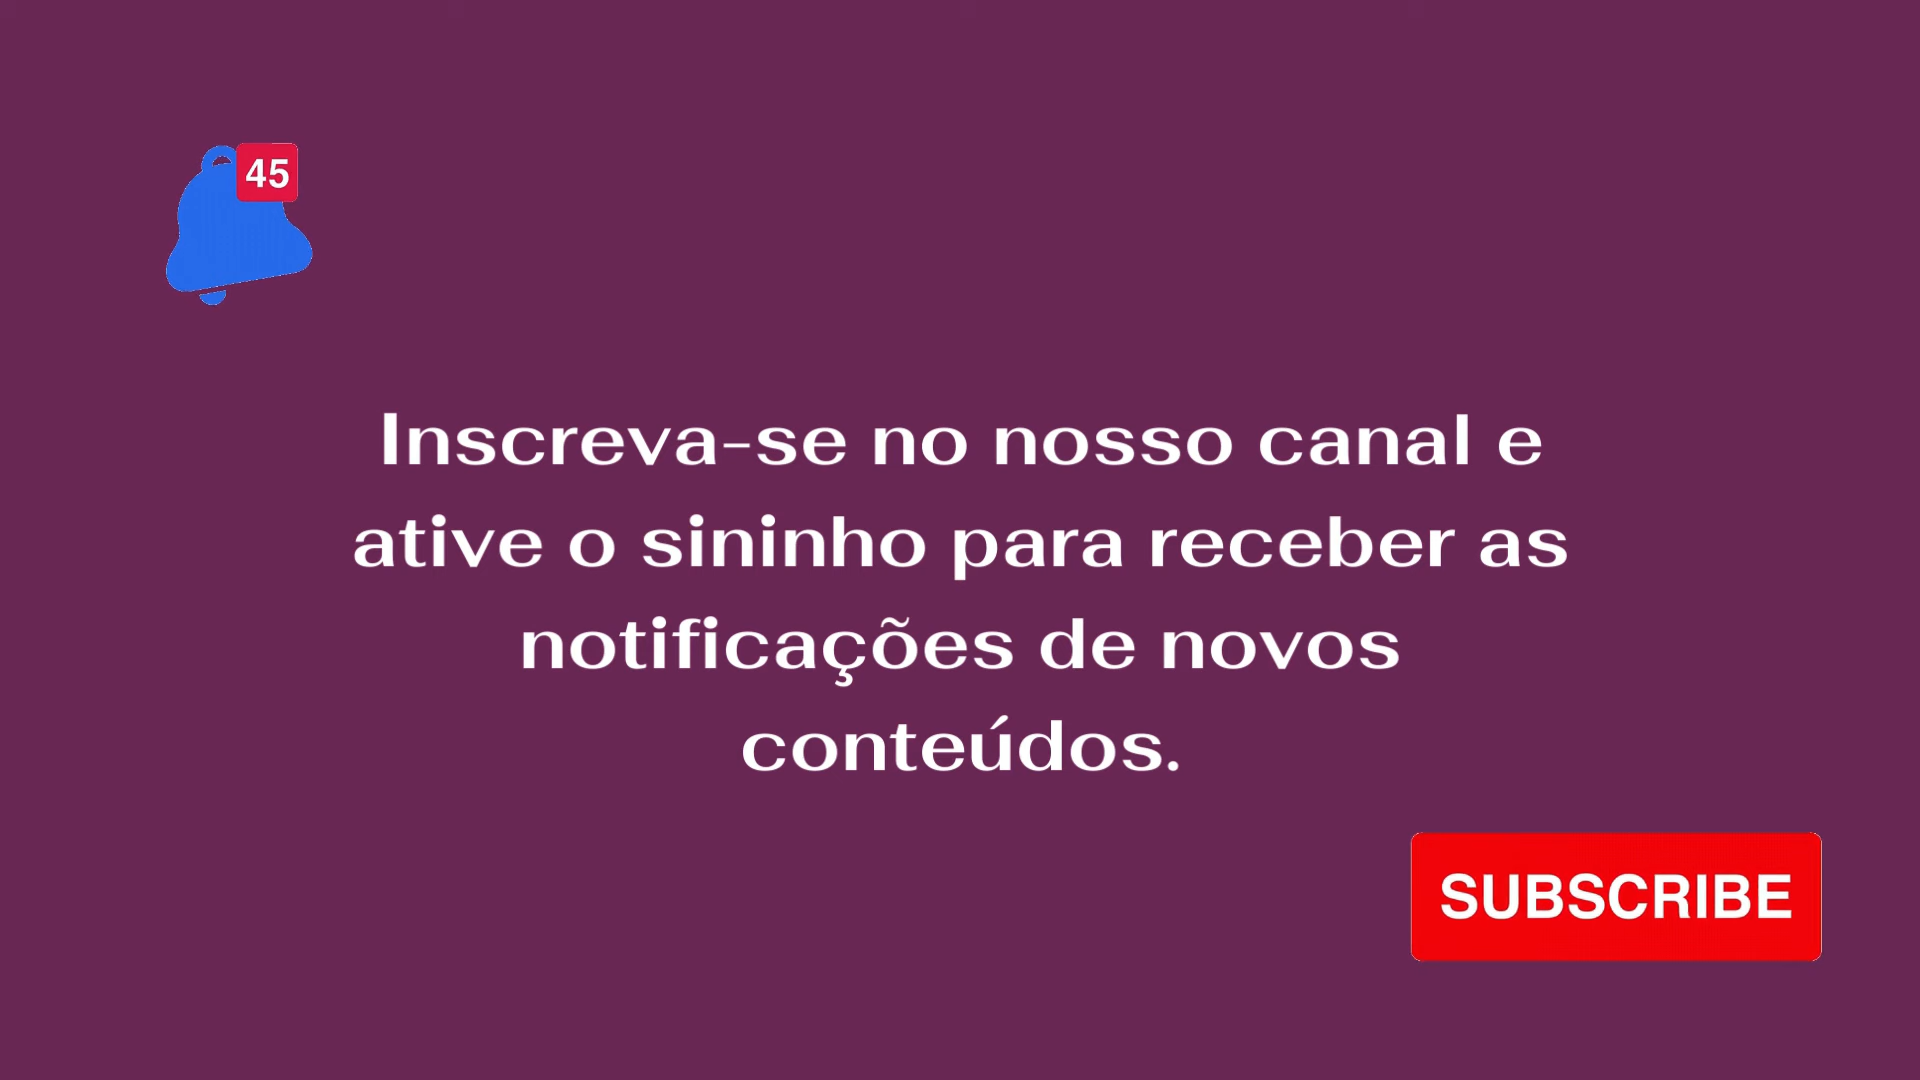 45
Inscreva-se no nosso canal e
ative o sininho para receber as
notificações de novos
conteúdos.
SUBSCRIBE